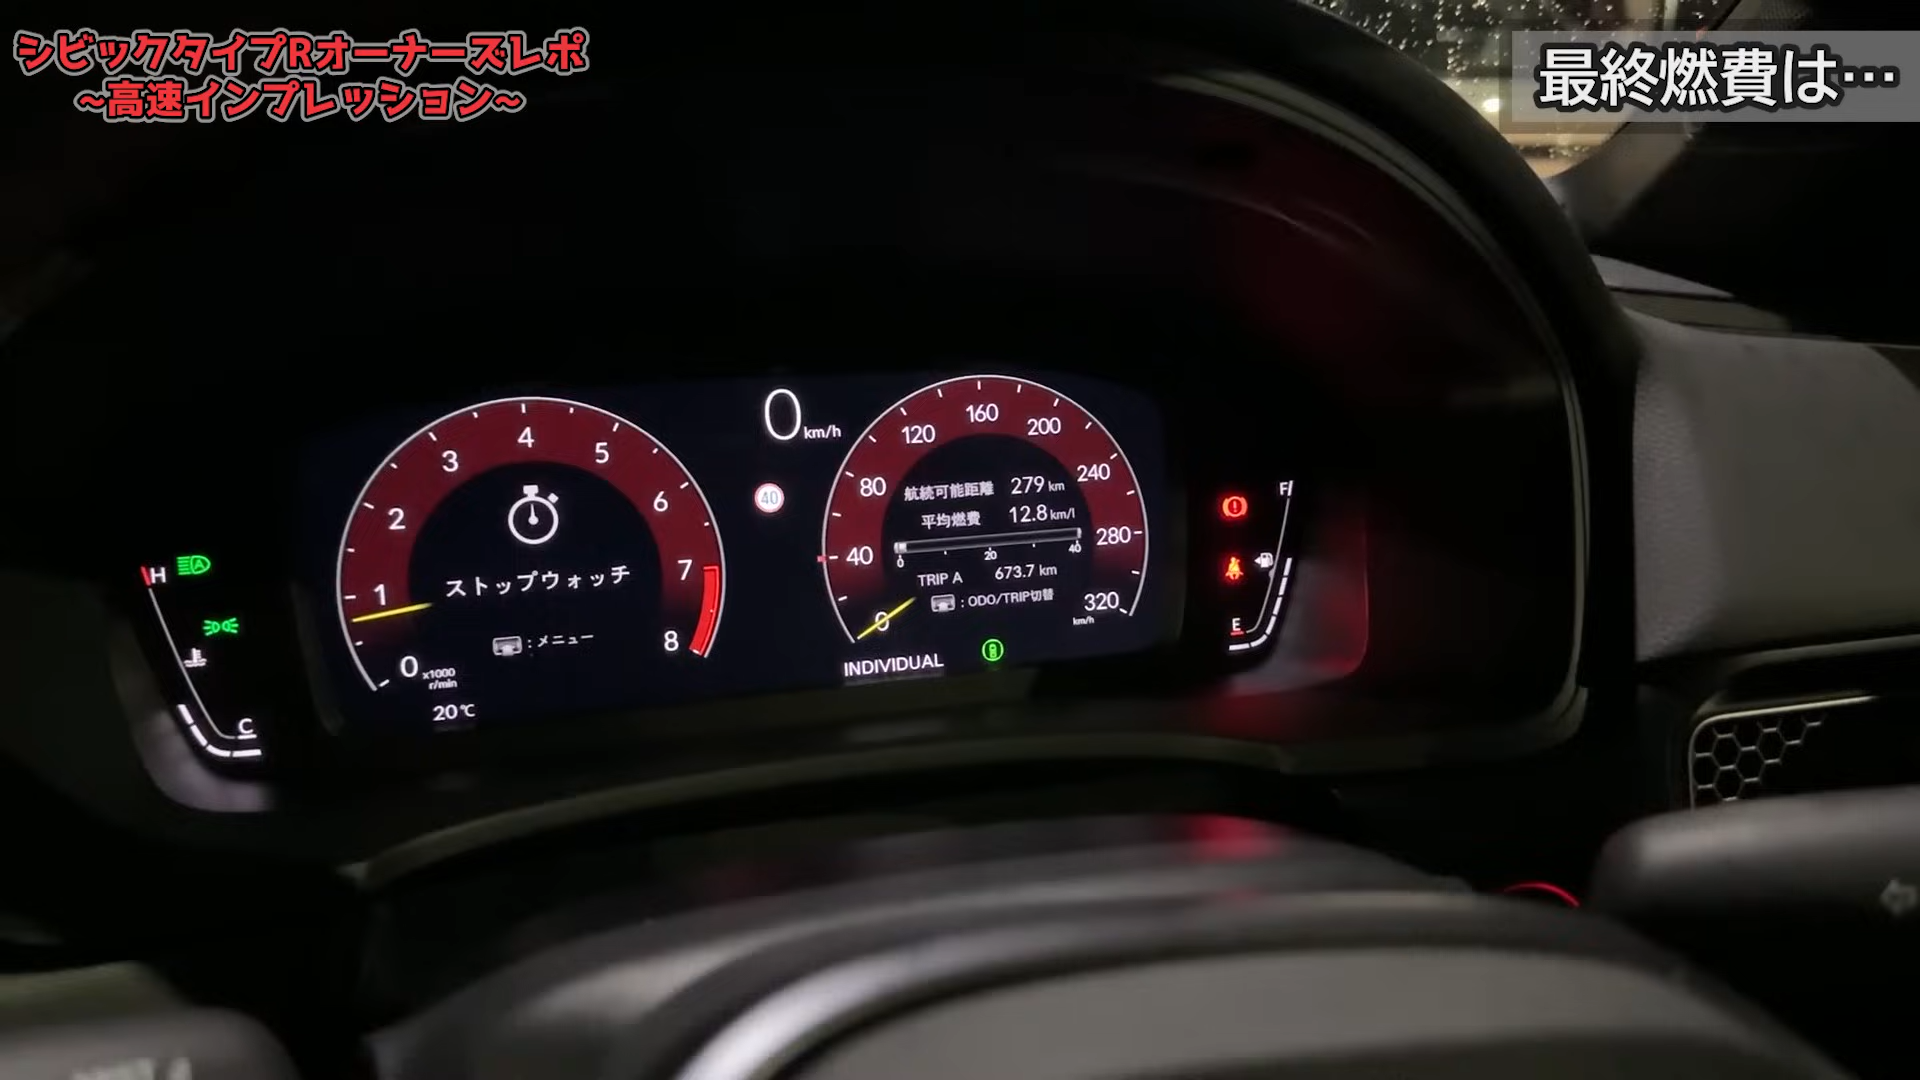 シビックタイプRオーナーズレポ
~高速インプレッション~
最終燃費は…
0 km/h
40
0 1 2 3 4 5 6 7 8
x1000
r/min
ストップウォッチ
:メニュー
20℃
0 40 80 120 160 200 240 280 320
km/h
航続可能距離 279 km
平均燃費 12.8 km/l
0 20 40
TRIP A 673.7 km
:ODO/TRIP切替
INDIVIDUAL
H
A
C
F
E